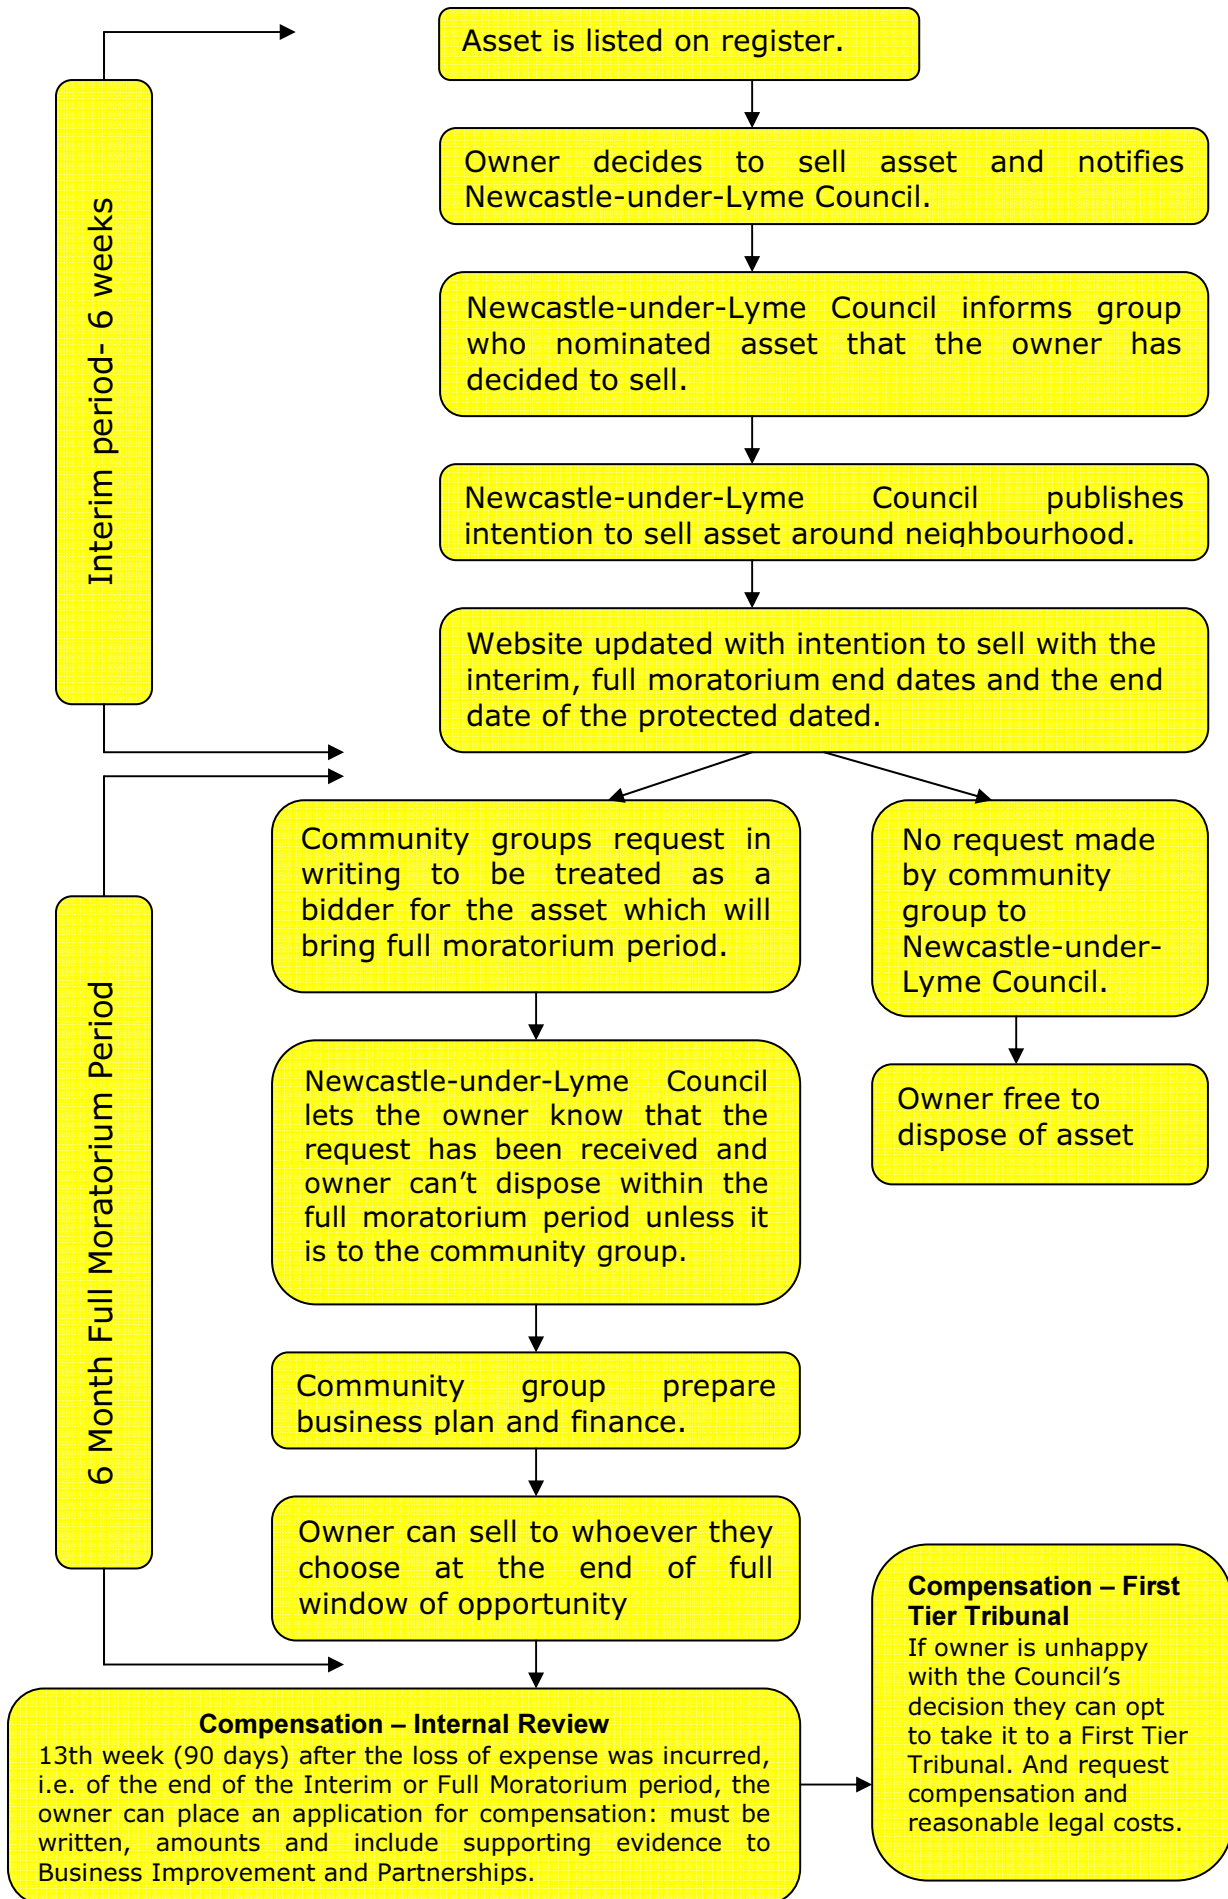 Asset is listed on register.
Interim period- 6 weeks
Owner decides to sell asset and notifies
Newcastle-under-Lyme Council.
Newcastle-under-Lyme Council informs group
who nominated asset that the owner has
decided to sell.
Newcastle-under-Lyme Council publishes
intention to sell asset around neighbourhood.
Website updated with intention to sell with the
interim, full moratorium end dates and the end
date of the protected dated.
6 Month Full Moratorium Period
Community groups request in
writing to be treated as a
bidder for the asset which will
bring full moratorium period.
No request made
by community
group to
Newcastle-under-
Lyme Council.
Newcastle-under-Lyme Council
lets the owner know that the
request has been received and
owner can't dispose within the
full moratorium period unless it
is to the community group.
Owner free to
dispose of asset
Community group prepare
business plan and finance.
Owner can sell to whoever they
choose at the end of full
window of opportunity
Compensation – Internal Review
13th week (90 days) after the loss of expense was incurred,
i.e. of the end of the Interim or Full Moratorium period, the
owner can place an application for compensation: must be
written, amounts and include supporting evidence to
Business Improvement and Partnerships.
Compensation – First
Tier Tribunal
If owner is unhappy
with the Council's
decision they can opt
to take it to a First Tier
Tribunal. And request
compensation and
reasonable legal costs.